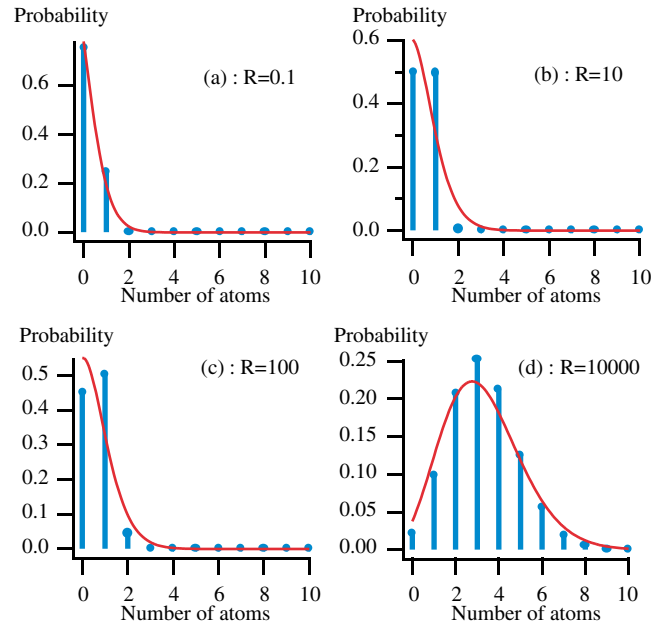 Probability
(a) : R=0.1
0.6
0.4
0.2
0.0
0 2 4 6 8 10
Number of atoms
Probability
(b) : R=10
0.6
0.4
0.2
0.0
0 2 4 6 8 10
Number of atoms
Probability
(c) : R=100
0.5
0.4
0.3
0.2
0.1
0.0
0 2 4 6 8 10
Number of atoms
Probability
(d) : R=10000
0.25
0.20
0.15
0.10
0.05
0.00
0 2 4 6 8 10
Number of atoms